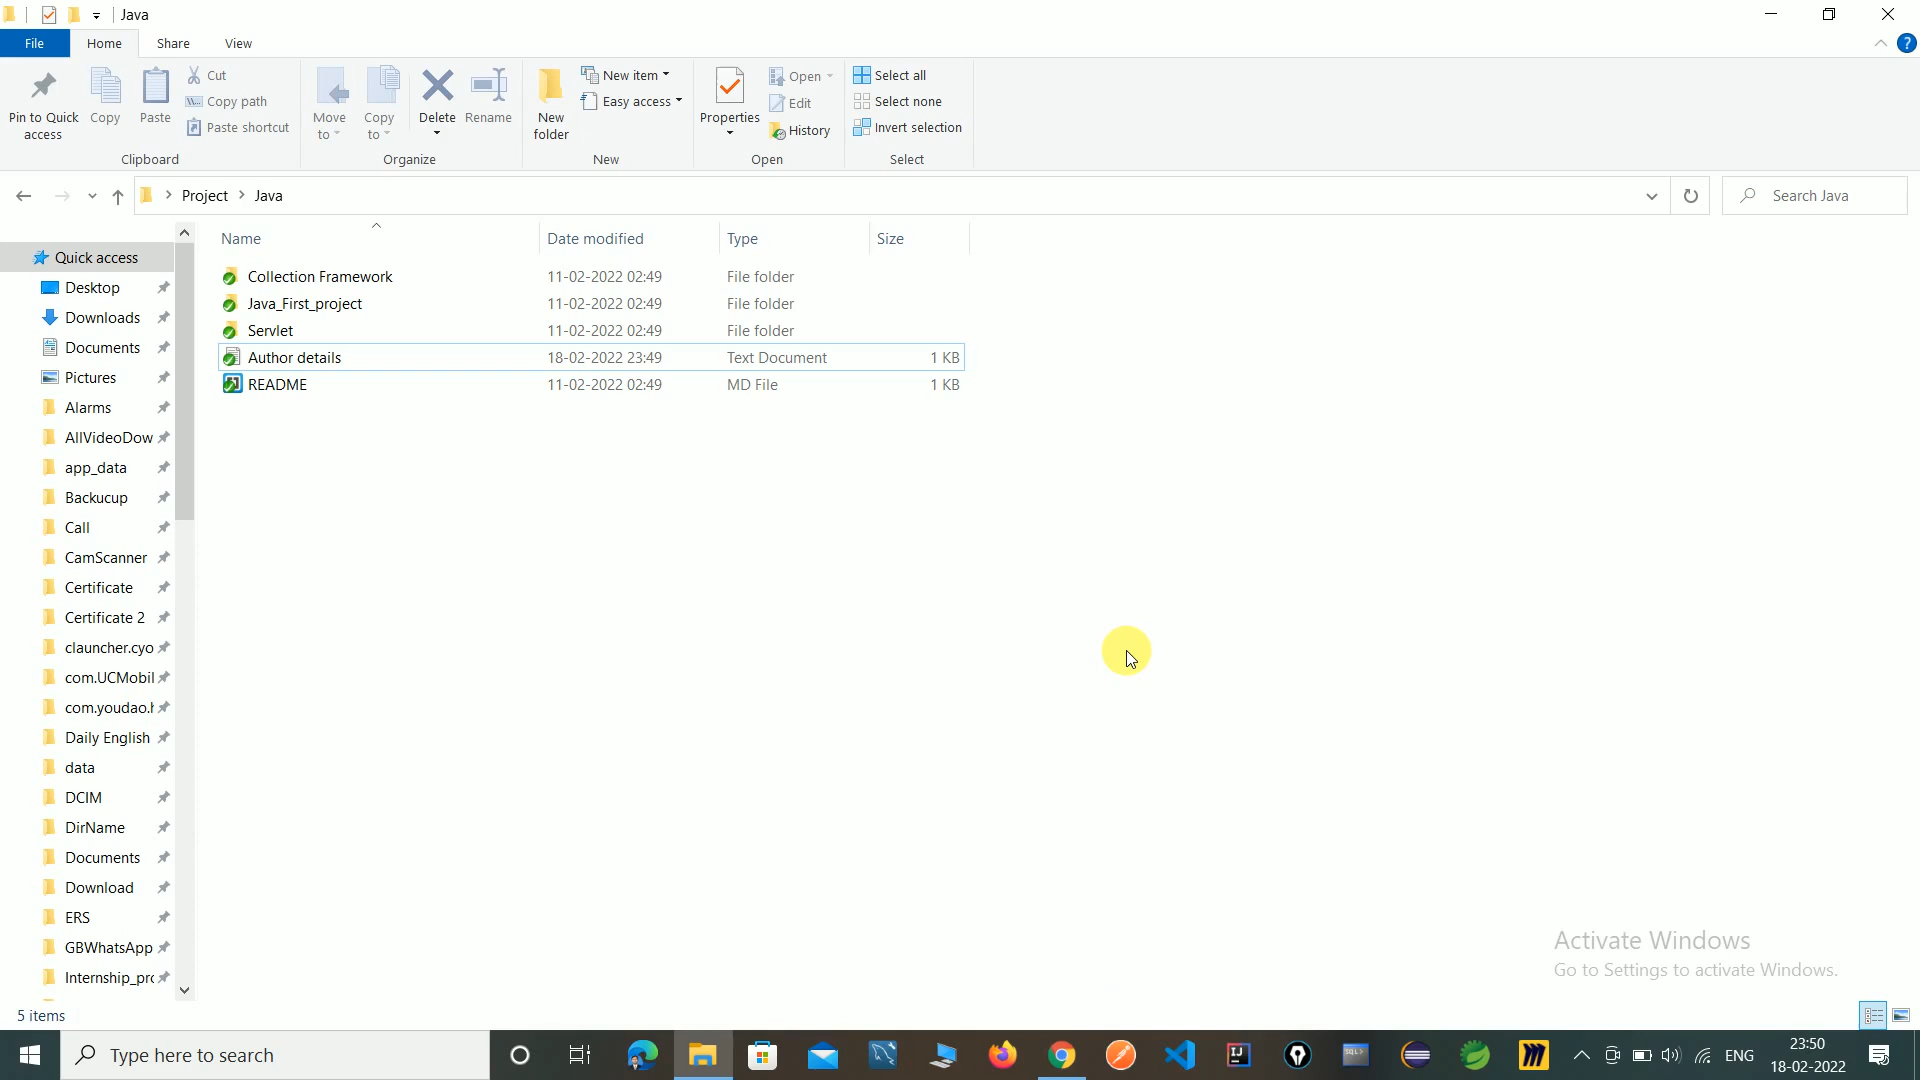 Java
File Home Share View
Pin to Quick access
Copy
Paste
Cut
Copy path
Paste shortcut
Clipboard
Move to
Copy to
Delete
Rename
Organize
New folder
New item
Easy access
New
Properties
Open
Edit
History
Open
Select all
Select none
Invert selection
Select
Project > Java
Search Java
Name Date modified Type Size
Collection Framework 11-02-2022 02:49 File folder
Java_First_project 11-02-2022 02:49 File folder
Servlet 11-02-2022 02:49 File folder
Author details 18-02-2022 23:49 Text Document 1 KB
README 11-02-2022 02:49 MD File 1 KB
Quick access
Desktop
Downloads
Documents
Pictures
Alarms
AllVideoDow
app_data
Backucup
Call
CamScanner
Certificate
Certificate 2
clauncher.cyo
com.UCMobil
com.youdao.
Daily English
data
DCIM
DirName
Documents
Download
ERS
GBWhatsApp
Internship_pro
Activate Windows
Go to Settings to activate Windows.
5 items
Type here to search
SQL>
ENG
23:50
18-02-2022